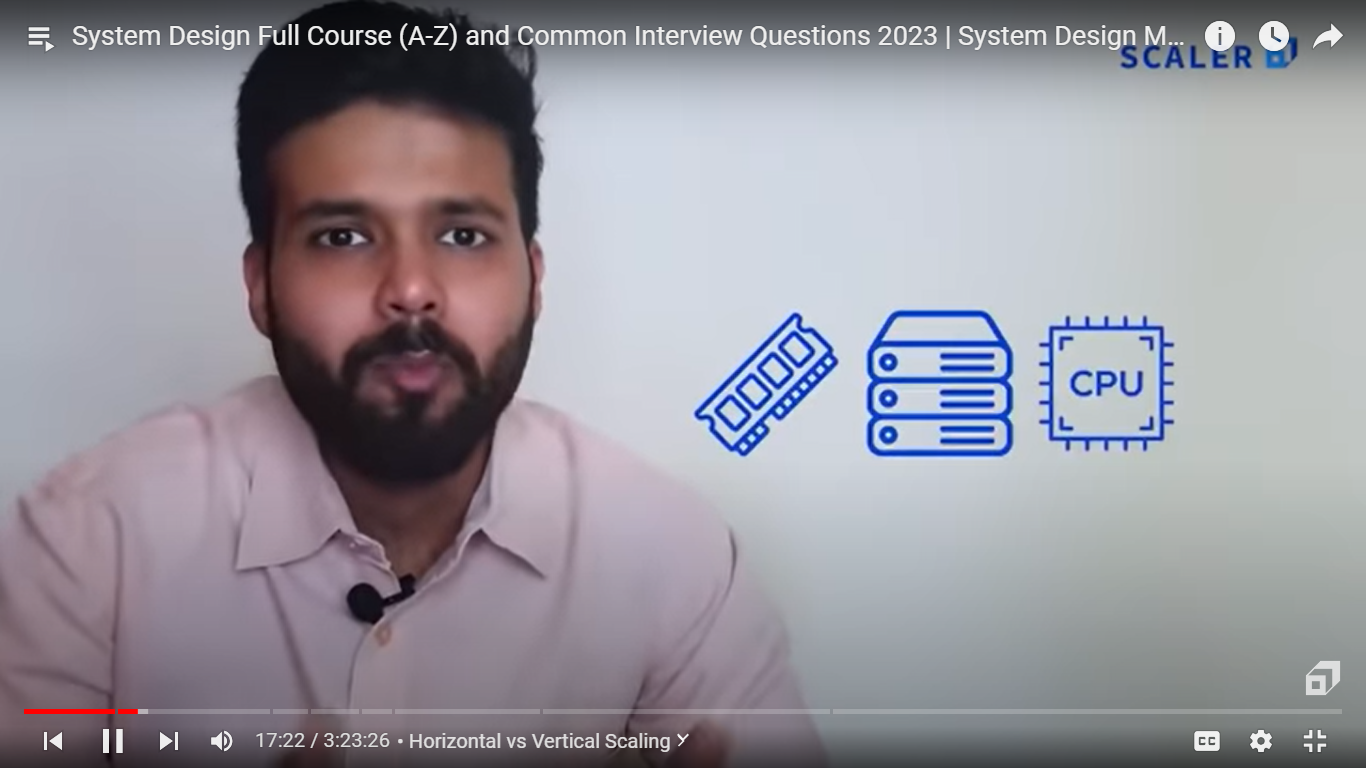 System Design Full Course (A-Z) and Common Interview Questions 2023 | System Design M...
SCALER
CPU
17:22 / 3:23:26 • Horizontal vs Vertical Scaling
CC